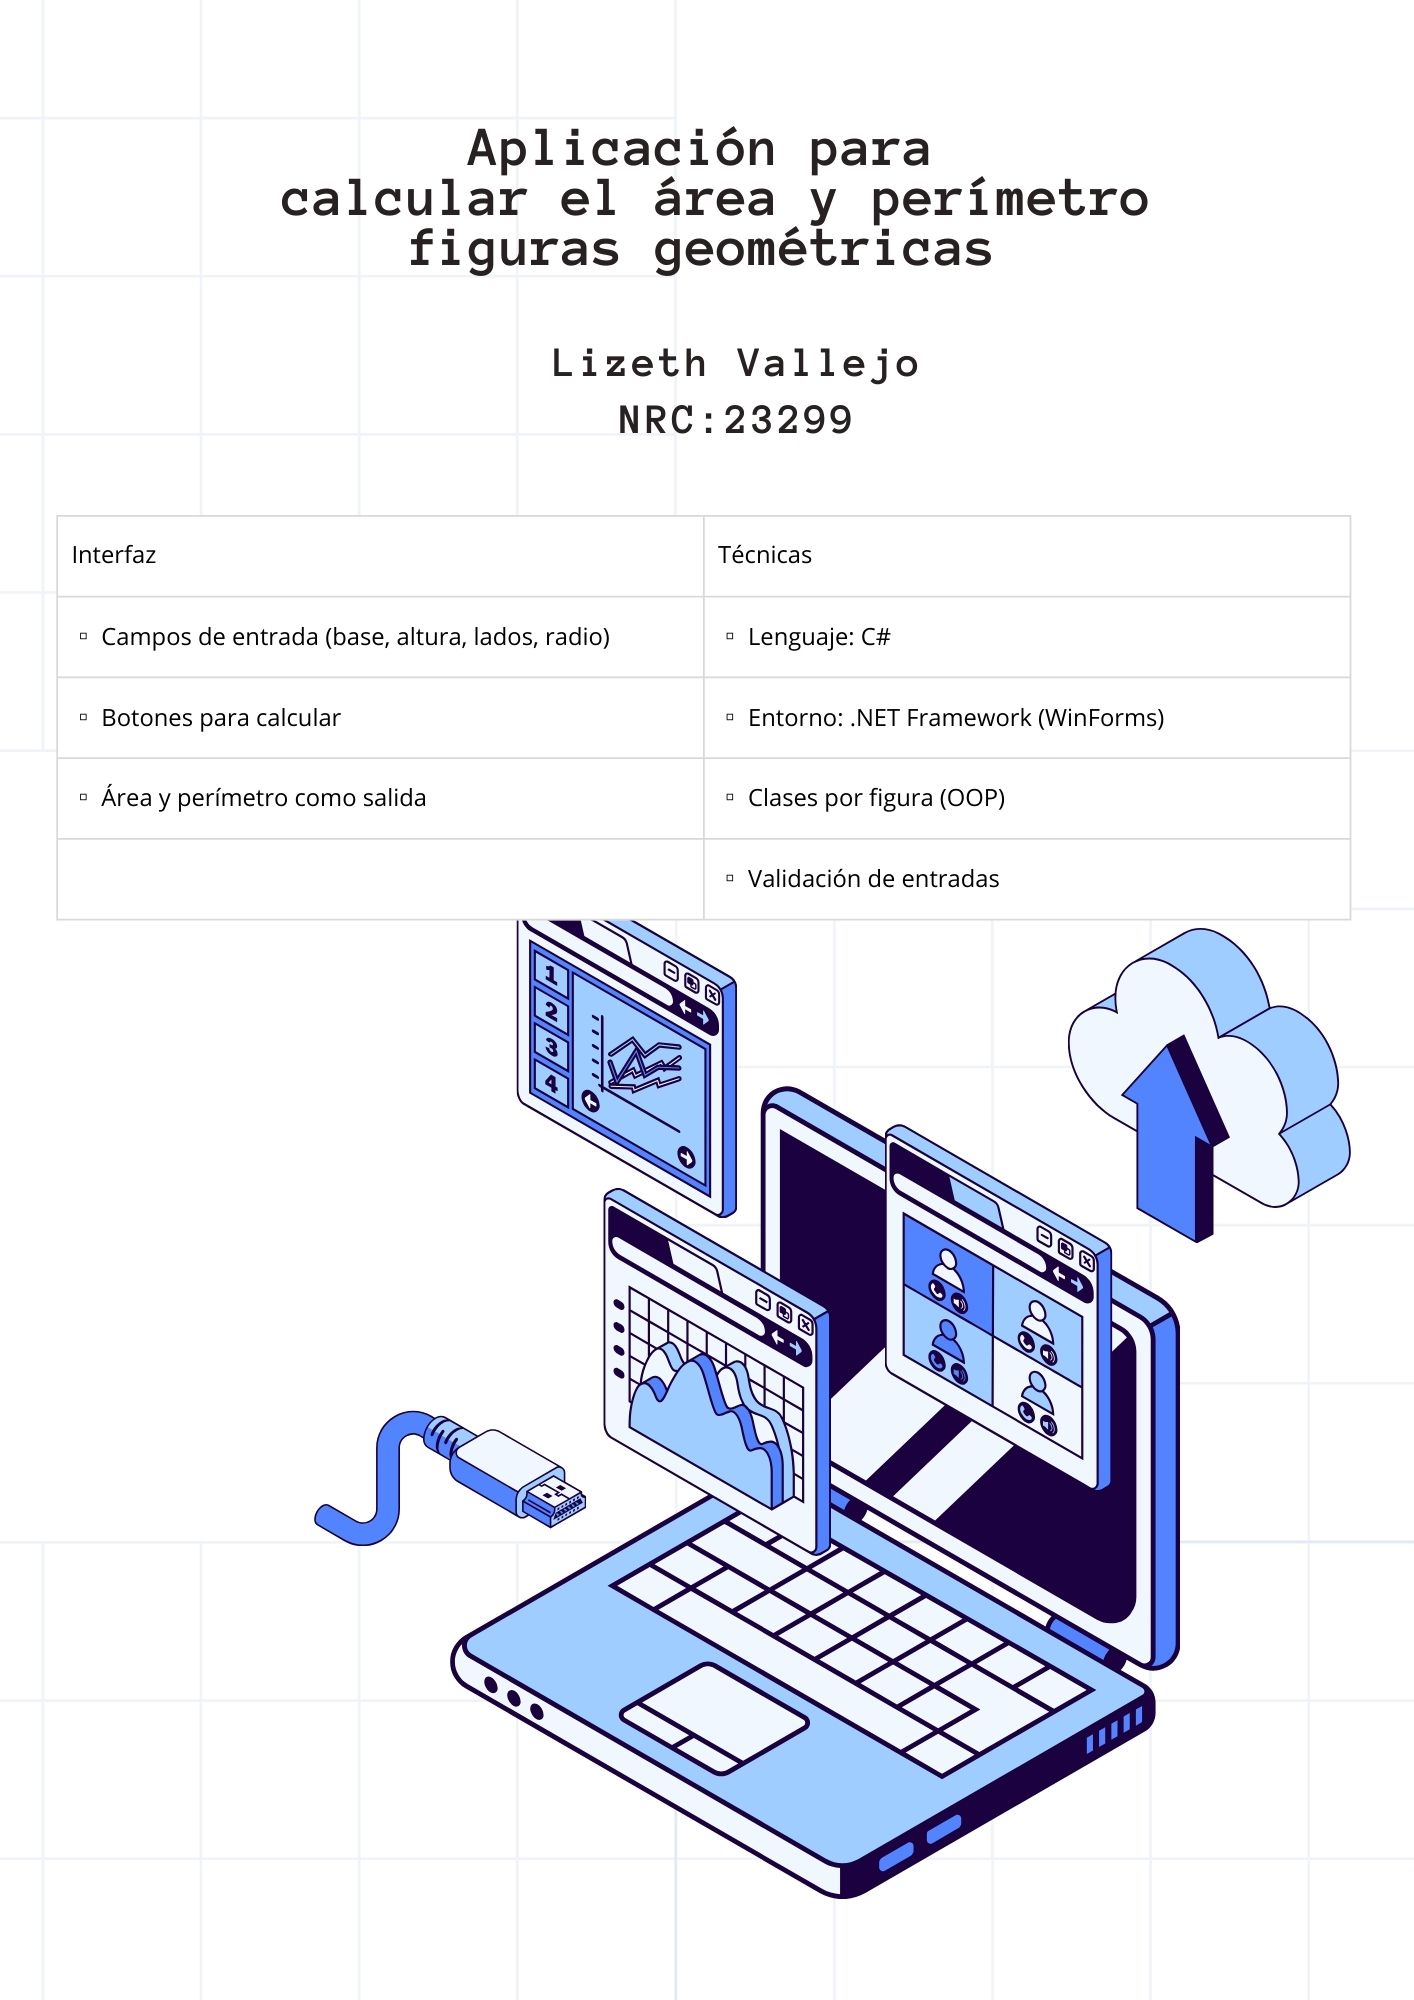 Aplicación para
calcular el área y perímetro
figuras geométricas
Lizeth Vallejo
NRC:23299
Interfaz
Técnicas
Campos de entrada (base, altura, lados, radio)
Lenguaje: C#
Botones para calcular
Entorno: .NET Framework (WinForms)
Área y perímetro como salida
Clases por figura (OOP)
Validación de entradas
1
2
3
4